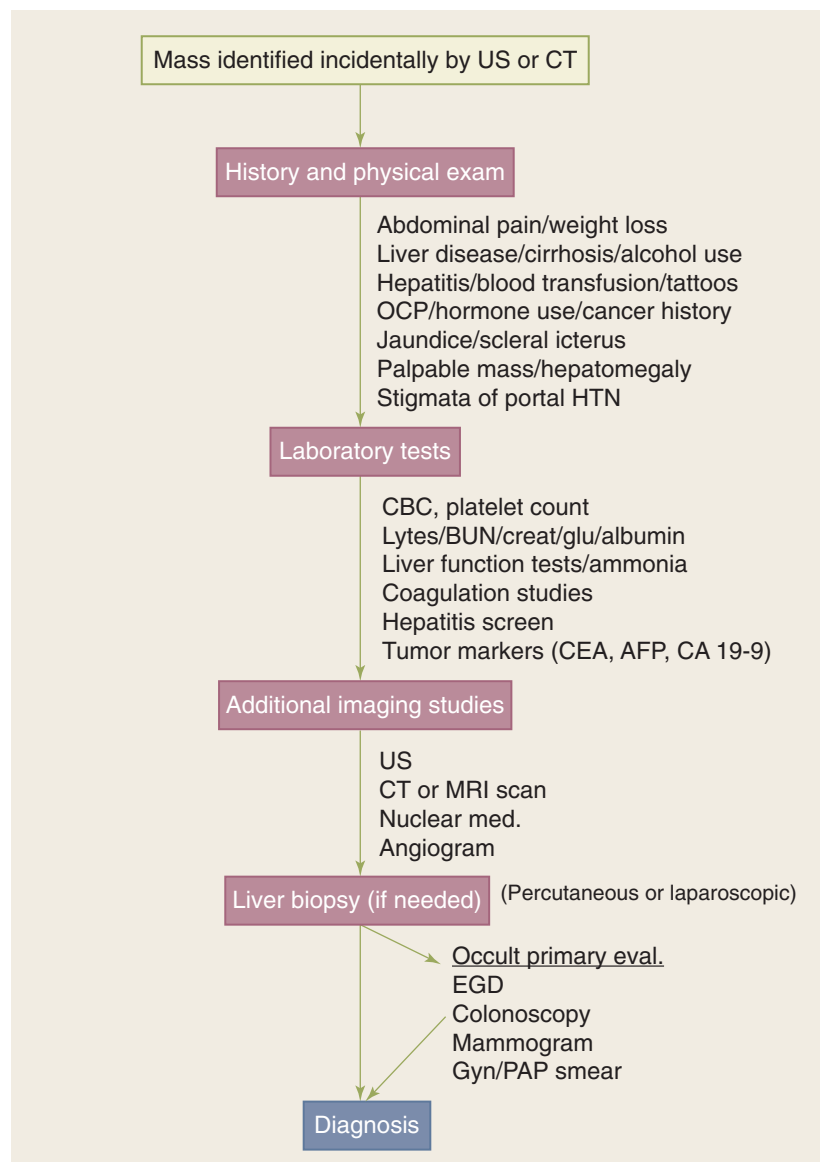 Mass identified incidentally by US or CT
History and physical exam
Abdominal pain/weight loss
Liver disease/cirrhosis/alcohol use
Hepatitis/blood transfusion/tattoos
OCP/hormone use/cancer history
Jaundice/scleral icterus
Palpable mass/hepatomegaly
Stigmata of portal HTN
Laboratory tests
CBC, platelet count
Lytes/BUN/creat/glu/albumin
Liver function tests/ammonia
Coagulation studies
Hepatitis screen
Tumor markers (CEA, AFP, CA 19-9)
Additional imaging studies
US
CT or MRI scan
Nuclear med.
Angiogram
Liver biopsy (if needed) (Percutaneous or laparoscopic)
Occult primary eval.
EGD
Colonoscopy
Mammogram
Gyn/PAP smear
Diagnosis